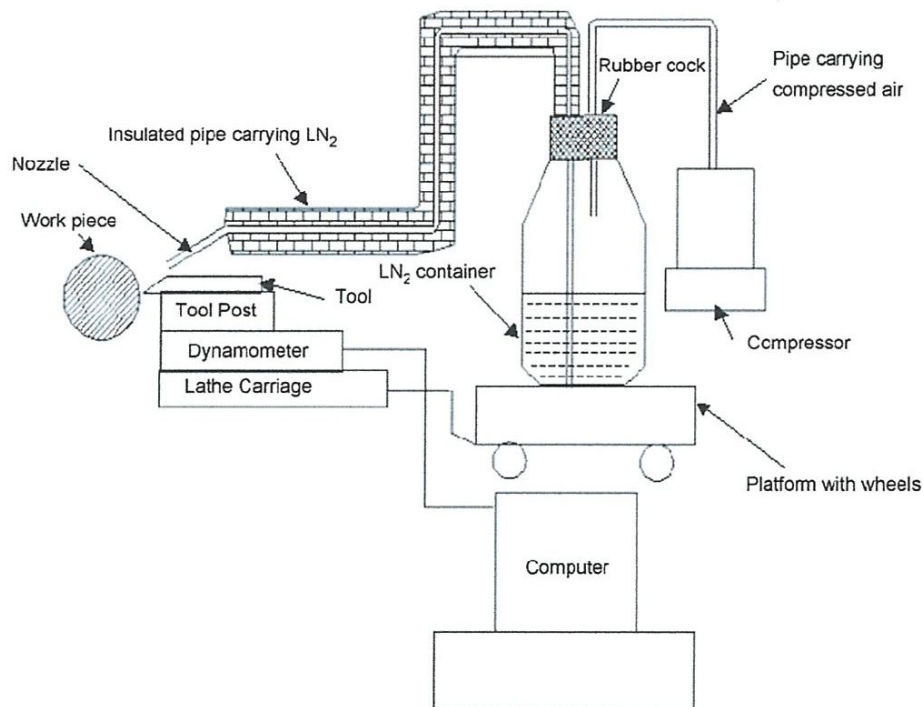 Rubber cock
Pipe carrying
compressed air
Insulated pipe carrying LN₂
Nozzle
Work piece
LN₂ container
Tool
Tool Post
Compressor
Dynamometer
Lathe Carriage
Platform with wheels
Computer